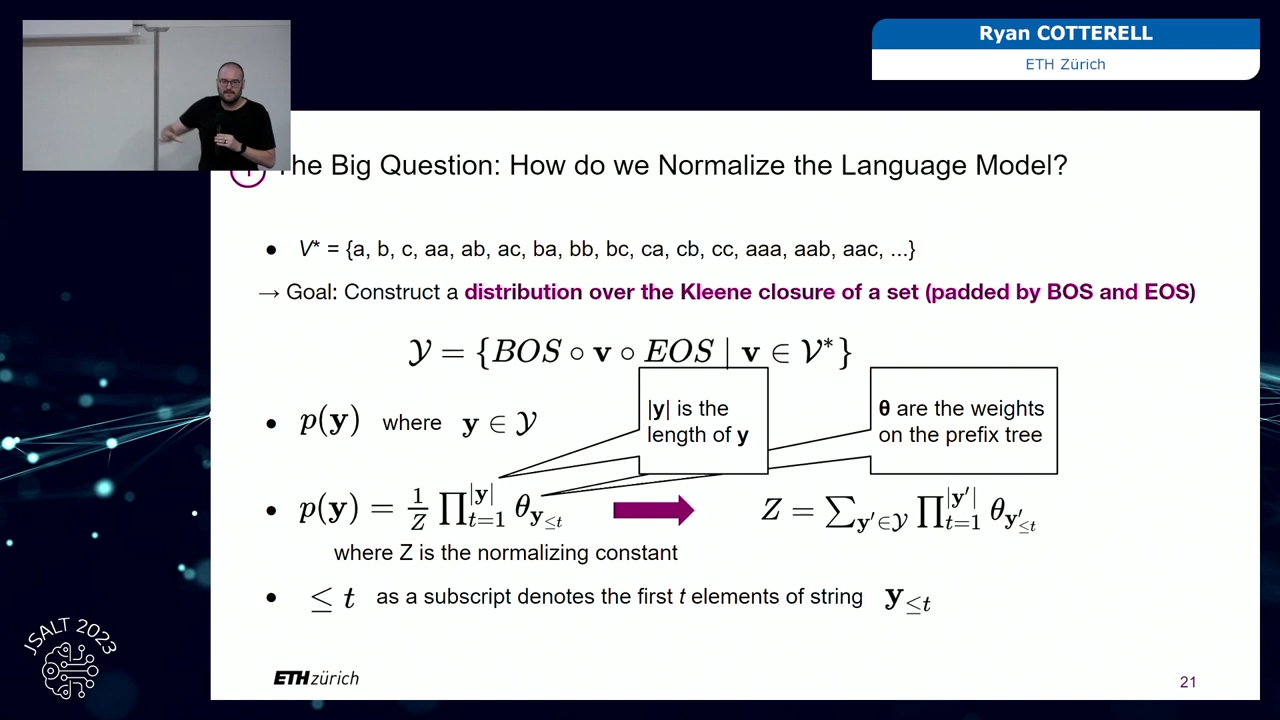 Ryan COTTERELL
ETH Zürich
he Big Question: How do we Normalize the Language Model?
● V* = {a, b, c, aa, ab, ac, ba, bb, bc, ca, cb, cc, aaa, aab, aac, ...}
→ Goal: Construct a distribution over the Kleene closure of a set (padded by BOS and EOS)
𝒴 = {BOS ∘ v ∘ EOS | v ∈ 𝒱*}
|y| is the
length of y
θ are the weights
on the prefix tree
● p(y) where y ∈ 𝒴
● p(y) = 1/Z ∏_{t=1}^{|y|} θ_{y_{≤t}} Z = ∑_{y′∈𝒴} ∏_{t=1}^{|y′|} θ_{y′_{≤t}}
where Z is the normalizing constant
● ≤ t as a subscript denotes the first t elements of string y_{≤t}
JSALT 2023
ETH zürich
21